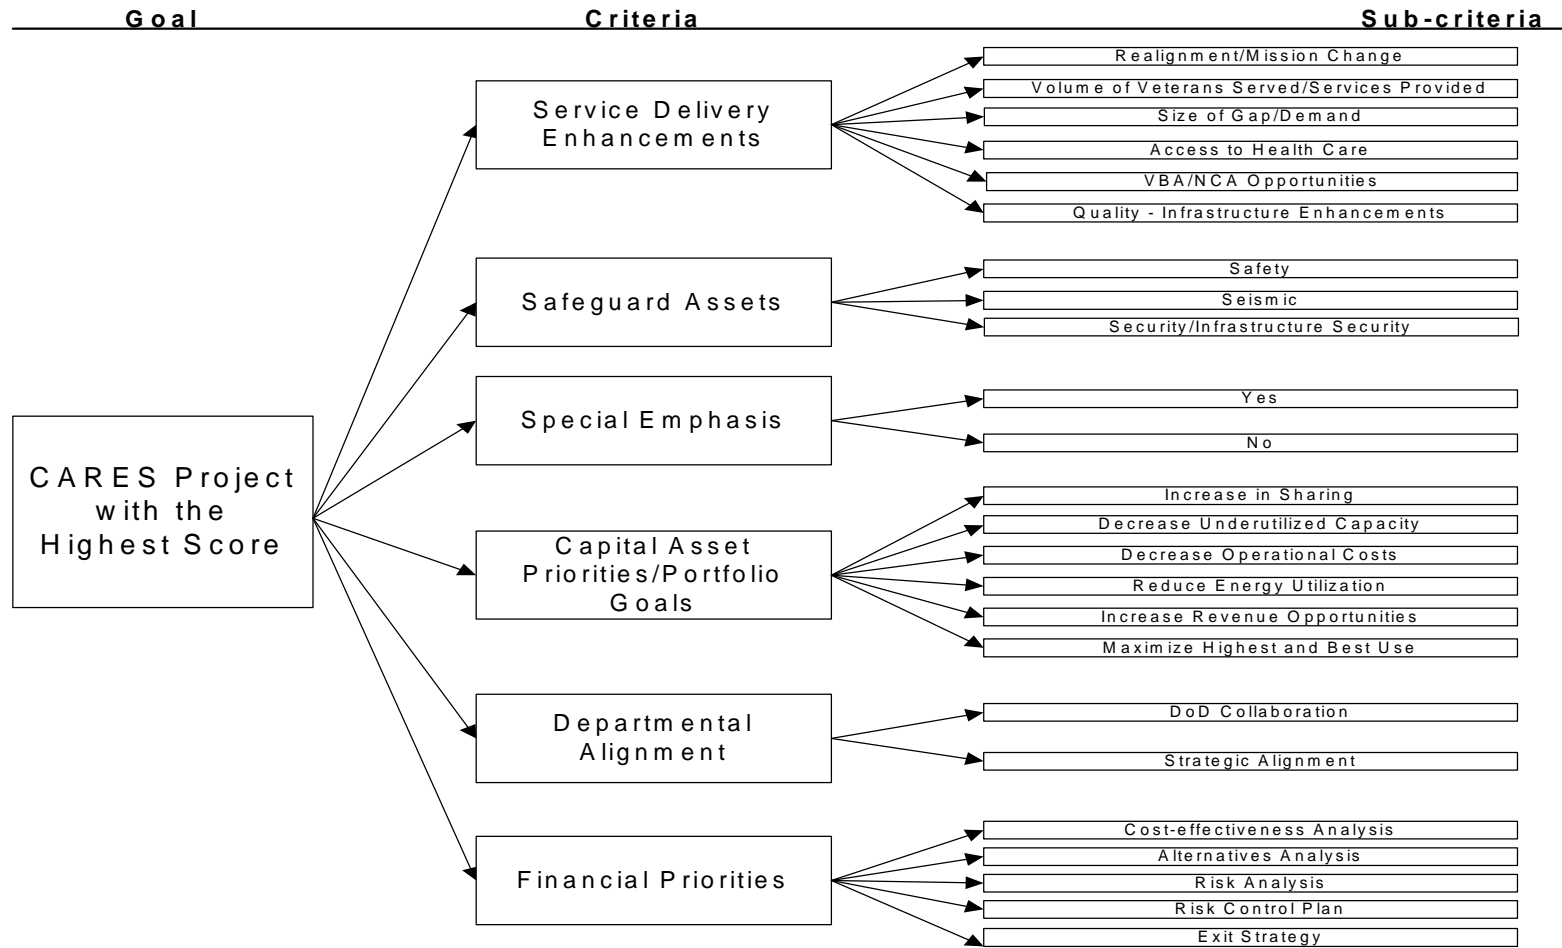 Goal Criteria Sub-criteria
CARES Project
with the
Highest Score
Service Delivery
Enhancements
Realignment/Mission Change
Volume of Veterans Served/Services Provided
Size of Gap/Demand
Access to Health Care
VBA/NCA Opportunities
Quality - Infrastructure Enhancements
Safeguard Assets
Safety
Seismic
Security/Infrastructure Security
Special Emphasis
Yes
No
Capital Asset
Priorities/Portfolio
Goals
Increase in Sharing
Decrease Underutilized Capacity
Decrease Operational Costs
Reduce Energy Utilization
Increase Revenue Opportunities
Maximize Highest and Best Use
Departmental
Alignment
DoD Collaboration
Strategic Alignment
Financial Priorities
Cost-effectiveness Analysis
Alternatives Analysis
Risk Analysis
Risk Control Plan
Exit Strategy